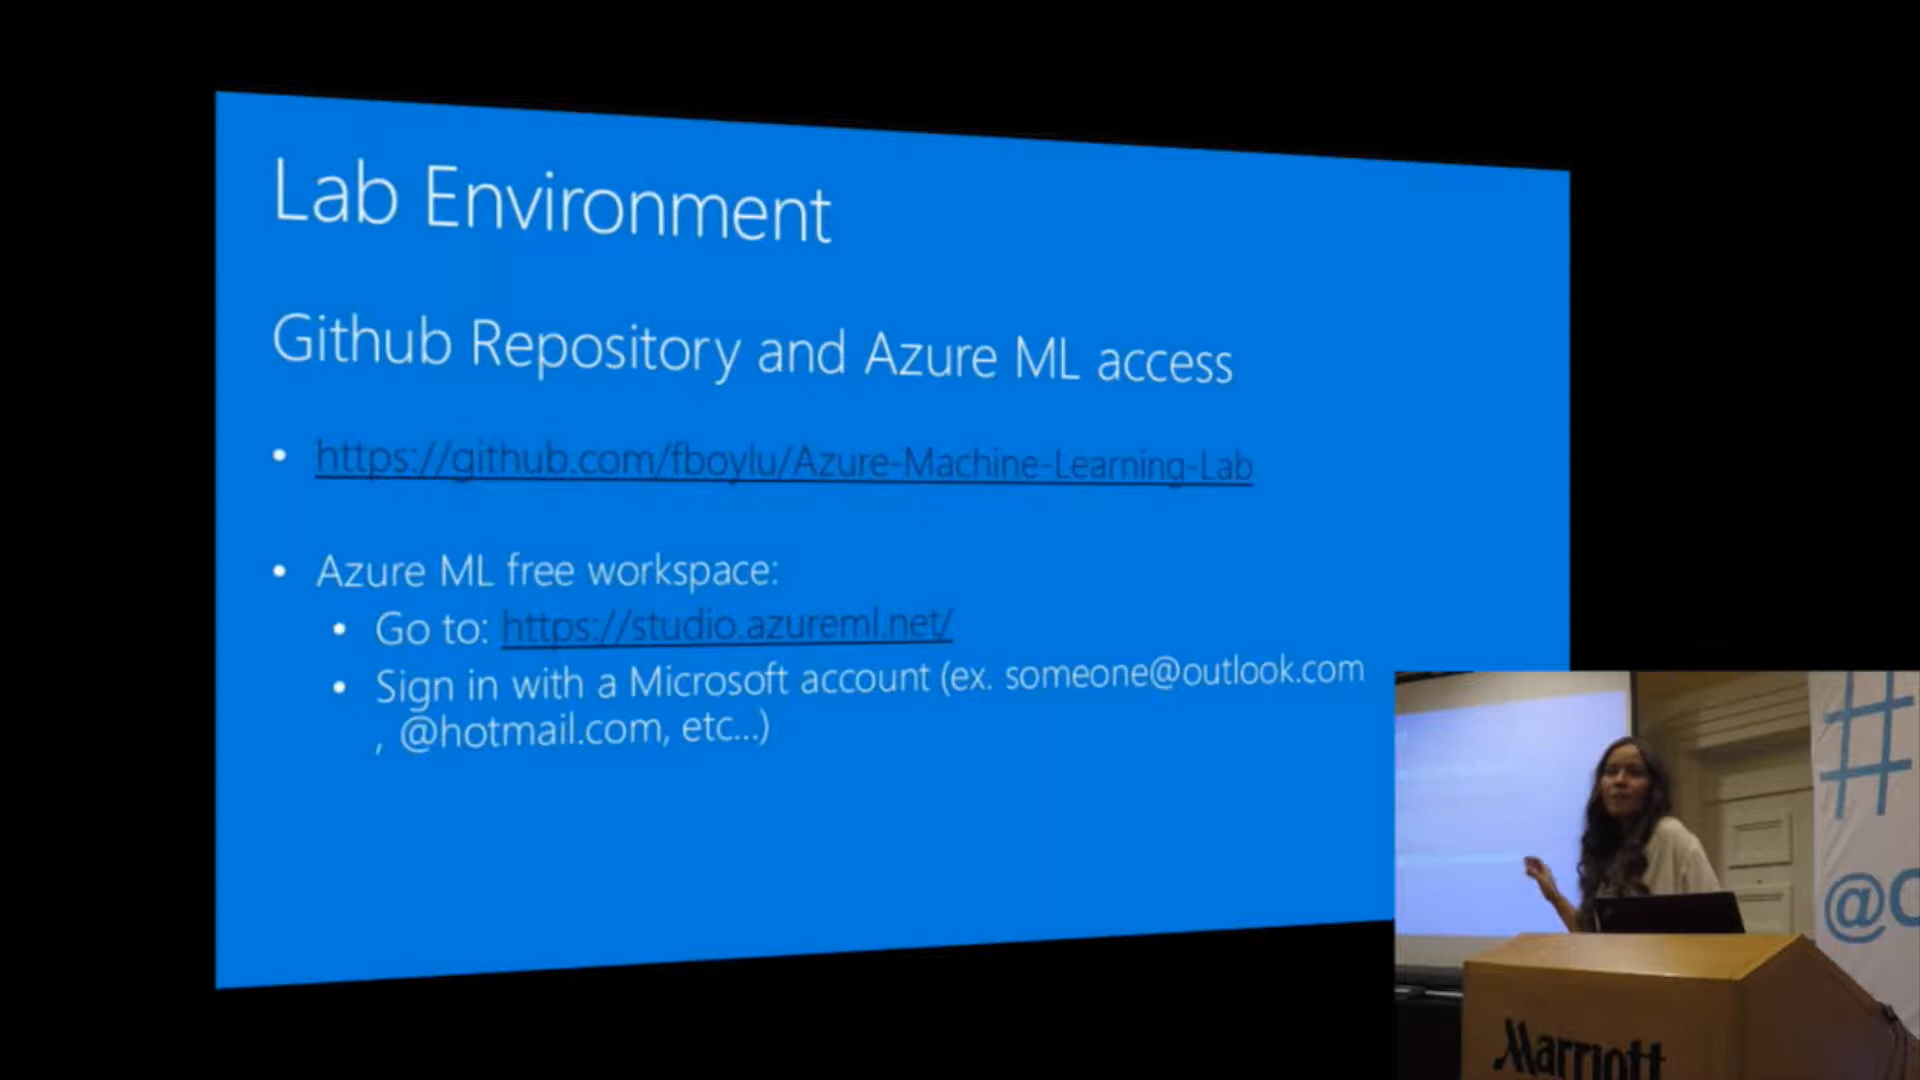 Lab Environment
Github Repository and Azure ML access
• https://github.com/fboylu/Azure-Machine-Learning-Lab
• Azure ML free workspace:
• Go to: https://studio.azureml.net/
• Sign in with a Microsoft account (ex. someone@outlook.com
, @hotmail.com, etc...)
#
@
Marriott